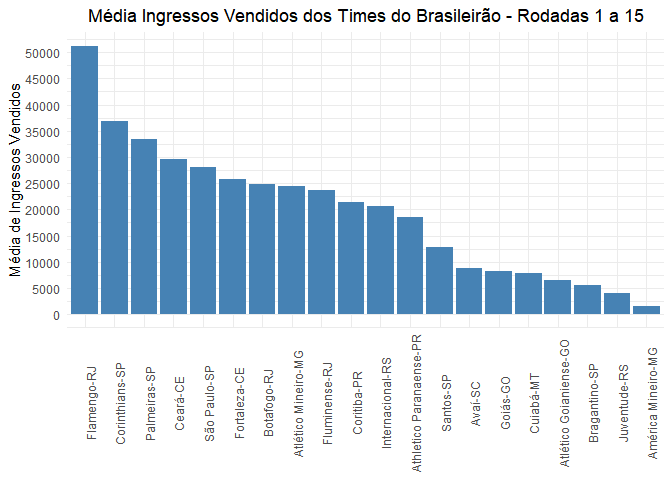 Média Ingressos Vendidos dos Times do Brasileirão - Rodadas 1 a 15
Média de Ingressos Vendidos
50000
45000
40000
35000
30000
25000
20000
15000
10000
5000
0
Flamengo-RJ
Corinthians-SP
Palmeiras-SP
Ceará-CE
São Paulo-SP
Fortaleza-CE
Botafogo-RJ
Atlético Mineiro-MG
Fluminense-RJ
Coritiba-PR
Internacional-RS
Athletico Paranaense-PR
Santos-SP
Avaí-SC
Goiás-GO
Cuiabá-MT
Atlético Goianiense-GO
Bragantino-SP
Juventude-RS
América Mineiro-MG